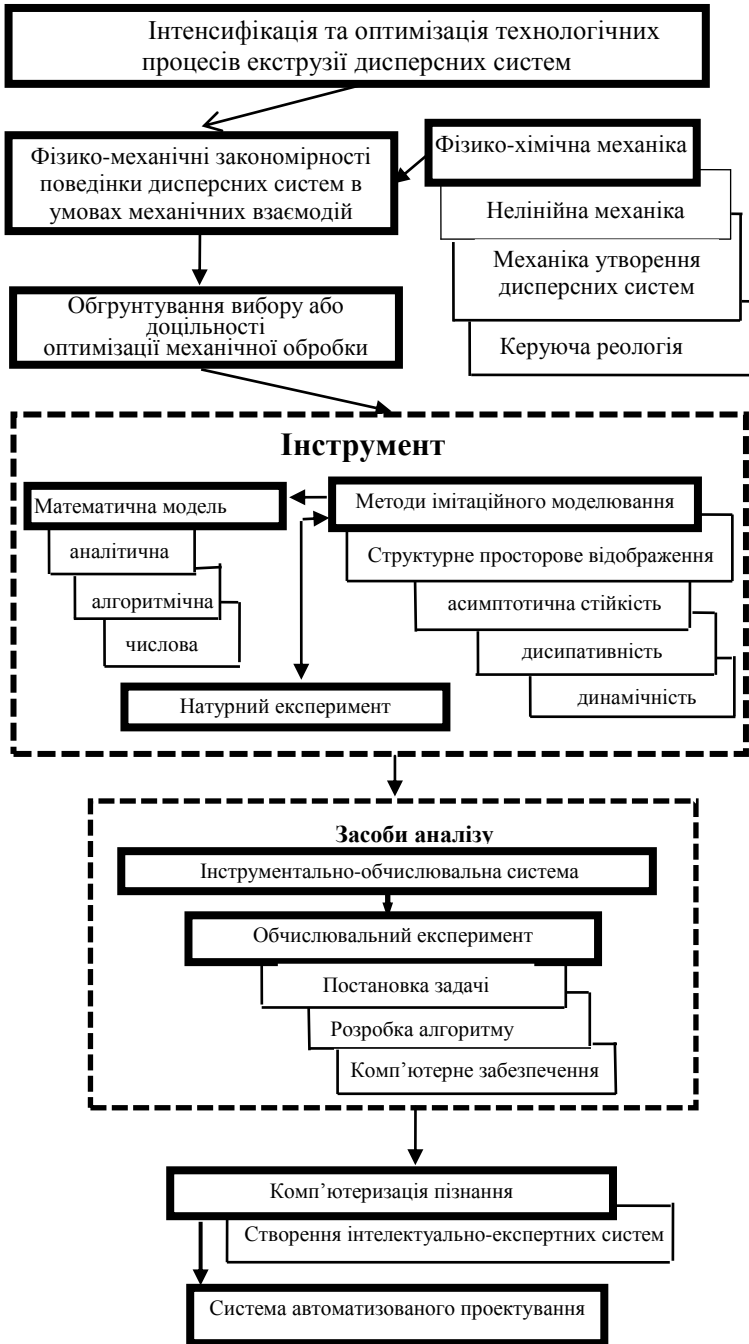 Інтенсифікація та оптимізація технологічних
процесів екструзії дисперсних систем
Фізико-механічні закономірності
поведінки дисперсних систем в
умовах механічних взаємодій
Фізико-хімічна механіка
Нелінійна механіка
Механіка утворення
дисперсних систем
Керуюча реологія
Обгрунтування вибору або
доцільності
оптимізації механічної обробки
Інструмент
Математична модель
аналітична
алгоритмічна
числова
Методи імітаційного моделювання
Структурне просторове відображення
асимптотична стійкість
дисипативність
динамічність
Натурний експеримент
Засоби аналізу
Інструментально-обчислювальна система
Обчислювальний експеримент
Постановка задачі
Розробка алгоритму
Комп’ютерне забезпечення
Комп’ютеризація пізнання
Створення інтелектуально-експертних систем
Система автоматизованого проектування